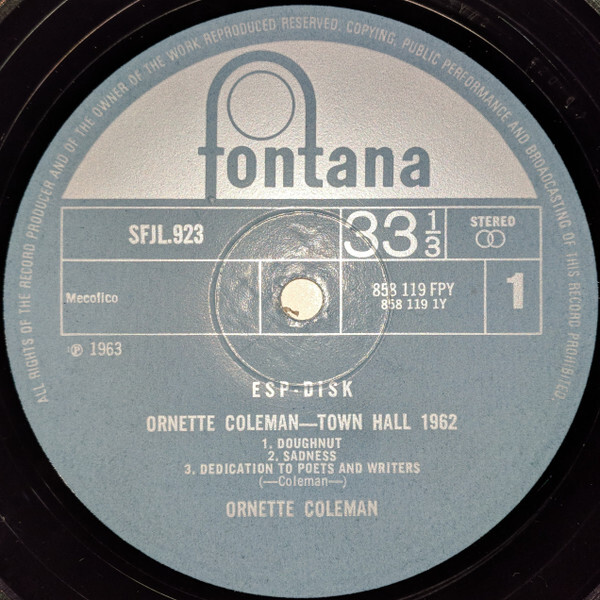 ALL RIGHTS OF THE RECORD PRODUCER AND OF THE OWNER OF THE WORK REPRODUCED RESERVED. COPYING, PUBLIC PERFORMANCE AND BROADCASTING OF THIS RECORD PROHIBITED.
fontana
SFJL.923
33 1/3
STEREO
Mecolico
858 119 FPY
858 119 1Y
1
℗ 1963
ESP-DISK
ORNETTE COLEMAN—TOWN HALL 1962
1. DOUGHNUT
2. SADNESS
3. DEDICATION TO POETS AND WRITERS
(—Coleman—)
ORNETTE COLEMAN